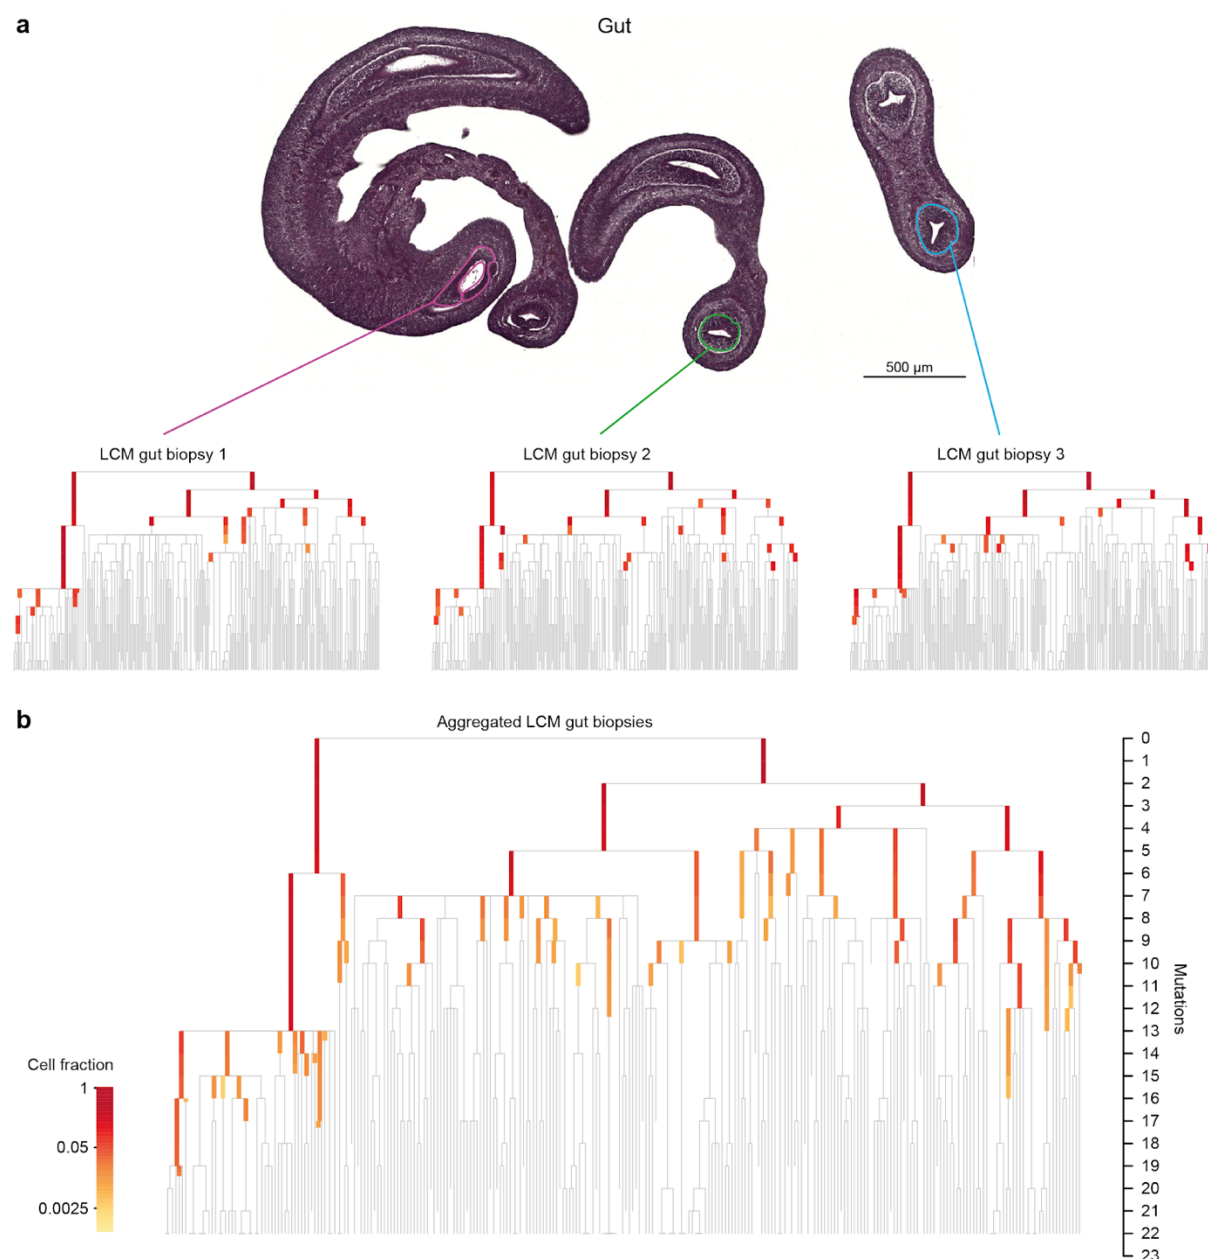 a
Gut
500 µm
LCM gut biopsy 1
LCM gut biopsy 2
LCM gut biopsy 3
b
Aggregated LCM gut biopsies
0
1
2
3
4
5
6
7
8
9
10
11
12
13
14
15
16
17
18
19
20
21
22
23
Mutations
Cell fraction
1
0.05
0.0025